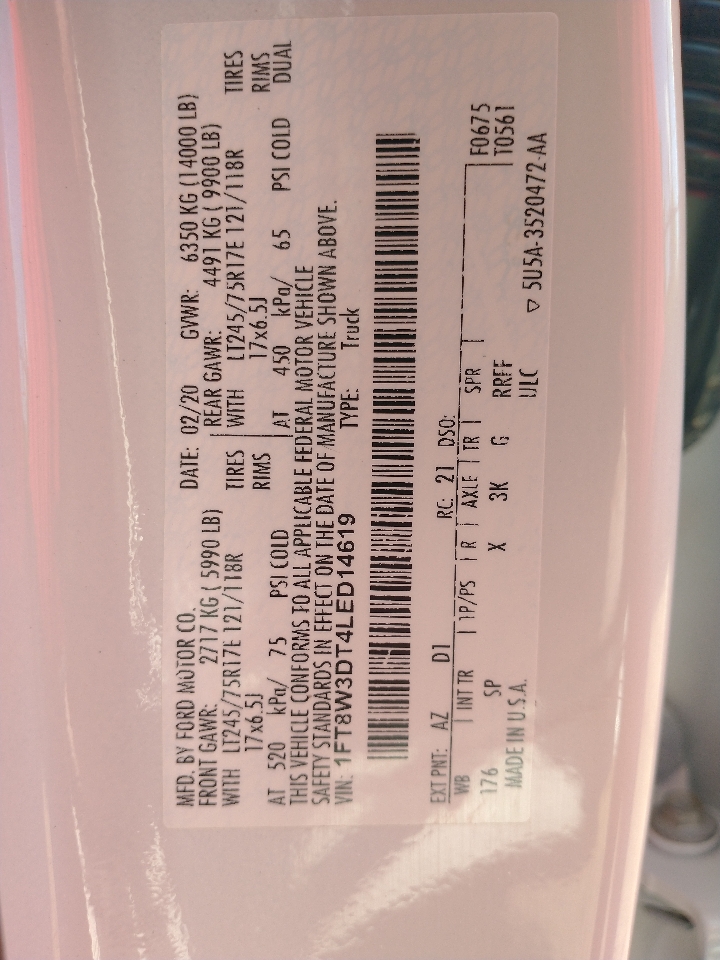 MFD. BY FORD MOTOR CO.
DATE: 02/20 GVWR: 6350 KG (14000 LB)
FRONT GAWR: 2717 KG ( 5990 LB)
REAR GAWR: 4491 KG ( 9900 LB)
WITH LT245/75R17E 121/118R TIRES
WITH LT245/75R17E 121/118R TIRES
17x6.5J RIMS
17x6.5J RIMS
AT 520 kPa/ 75 PSI COLD
AT 450 kPa/ 65 PSI COLD DUAL
THIS VEHICLE CONFORMS TO ALL APPLICABLE FEDERAL MOTOR VEHICLE
SAFETY STANDARDS IN EFFECT ON THE DATE OF MANUFACTURE SHOWN ABOVE.
VIN: 1FT8W3DT4LED14619 TYPE: Truck
EXT PNT: AZ D1 RC: 21 DSO: F0675
WB INT TR TP/PS R AXLE TR SPR T0561
176 SP X 3K G RRFF
MADE IN U.S.A. ULC ▽ 5U5A-3520472-AA